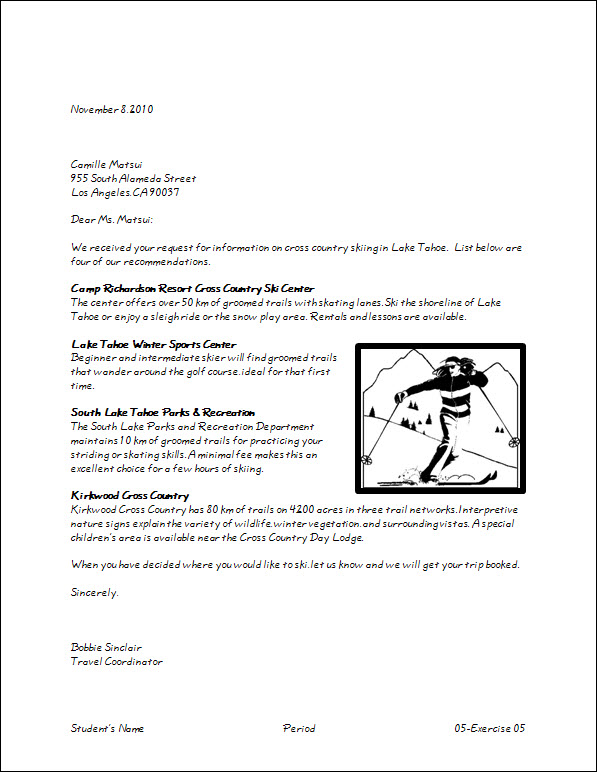 November 8, 2010
Camille Matsui
955 South Alameda Street
Los Angeles, CA 90037
Dear Ms. Matsui:
We received your request for information on cross country skiing in Lake Tahoe. List below are
four of our recommendations.
Camp Richardson Resort Cross Country Ski Center
The center offers over 50 km of groomed trails with skating lanes. Ski the shoreline of Lake
Tahoe or enjoy a sleigh ride or the snow play area. Rentals and lessons are available.
Lake Tahoe Winter Sports Center
Beginner and intermediate skier will find groomed trails
that wander around the golf course, ideal for that first
time.
South Lake Tahoe Parks & Recreation
The South Lake Parks and Recreation Department
maintains 10 km of groomed trails for practicing your
striding or skating skills. A minimal fee makes this an
excellent choice for a few hours of skiing.
Kirkwood Cross Country
Kirkwood Cross Country has 80 km of trails on 4200 acres in three trail networks. Interpretive
nature signs explain the variety of wildlife, winter vegetation, and surrounding vistas. A special
children's area is available near the Cross Country Day Lodge.
When you have decided where you would like to ski, let us know and we will get your trip booked.
Sincerely,
Bobbie Sinclair
Travel Coordinator
Student's Name Period 05-Exercise 05